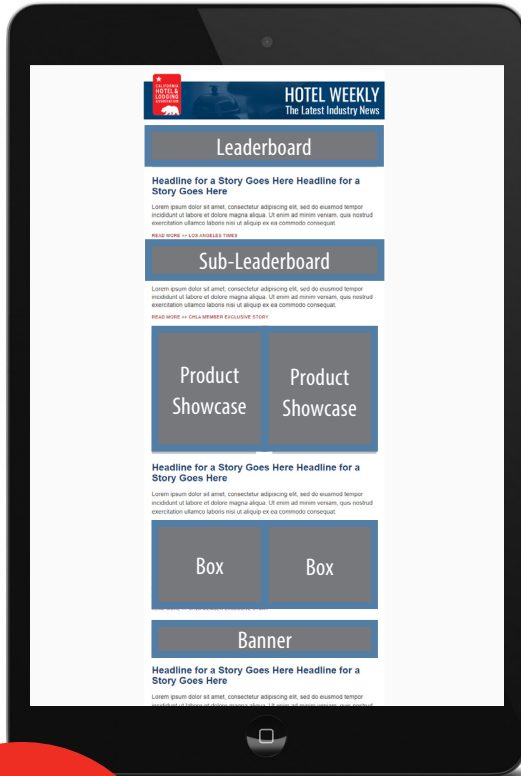 CALIFORNIA
HOTEL &
LODGING
ASSOCIATION
HOTEL WEEKLY
The Latest Industry News
Leaderboard
Headline for a Story Goes Here Headline for a
Story Goes Here
Lorem ipsum dolor sit amet, consectetur adipiscing elit, sed do eiusmod tempor
incididunt ut labore et dolore magna aliqua. Ut enim ad minim veniam, quis nostrud
exercitation ullamco laboris nisi ut aliquip ex ea commodo consequat.
READ MORE >> LOS ANGELES TIMES
Sub-Leaderboard
Lorem ipsum dolor sit amet, consectetur adipiscing elit, sed do eiusmod tempor
incididunt ut labore et dolore magna aliqua. Ut enim ad minim veniam, quis nostrud
exercitation ullamco laboris nisi ut aliquip ex ea commodo consequat.
READ MORE >> CHLA MEMBER EXCLUSIVE STORY
Product
Showcase
Product
Showcase
Headline for a Story Goes Here Headline for a
Story Goes Here
Lorem ipsum dolor sit amet, consectetur adipiscing elit, sed do eiusmod tempor
incididunt ut labore et dolore magna aliqua. Ut enim ad minim veniam, quis nostrud
exercitation ullamco laboris nisi ut aliquip ex ea commodo consequat.
Box
Box
Banner
Headline for a Story Goes Here Headline for a
Story Goes Here
Lorem ipsum dolor sit amet, consectetur adipiscing elit, sed do eiusmod tempor